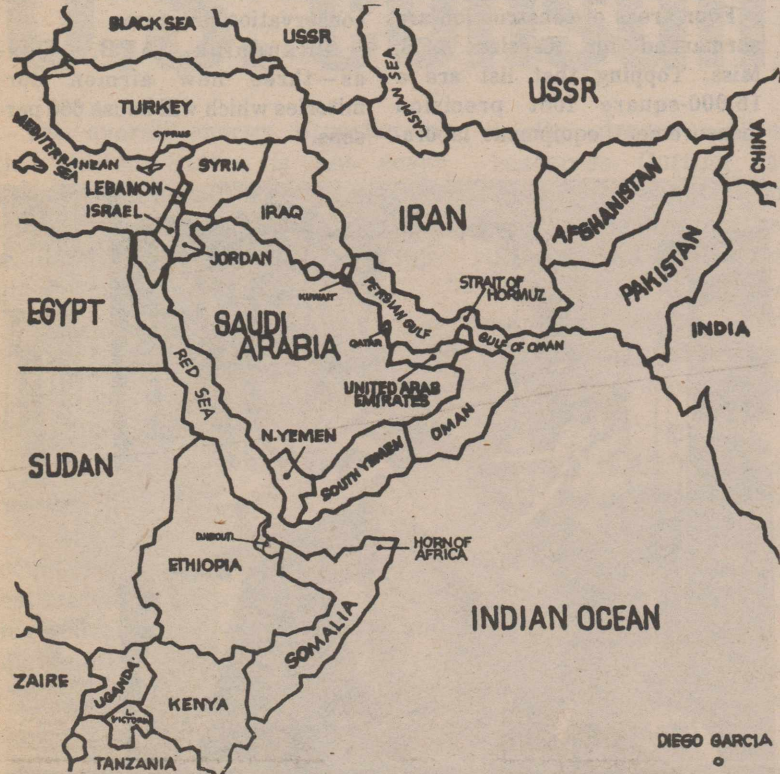 BLACK SEA
USSR
USSR
CASPIAN SEA
CHINA
TURKEY
CYPRUS
MEDITERRANEAN
SEA
SYRIA
LEBANON
ISRAEL
IRAQ
IRAN
AFGHANISTAN
PAKISTAN
JORDAN
KUWAIT
PERSIAN GULF
STRAIT OF
HORMUZ
EGYPT
SAUDI
ARABIA
QATAR
GULF OF OMAN
INDIA
RED SEA
UNITED ARAB
EMIRATES
N. YEMEN
SOUTH YEMEN
OMAN
SUDAN
DJIBOUTI
HORN OF
AFRICA
ETHIOPIA
SOMALIA
INDIAN OCEAN
ZAIRE
UGANDA
KENYA
L.
VICTORIA
TANZANIA
DIEGO GARCIA